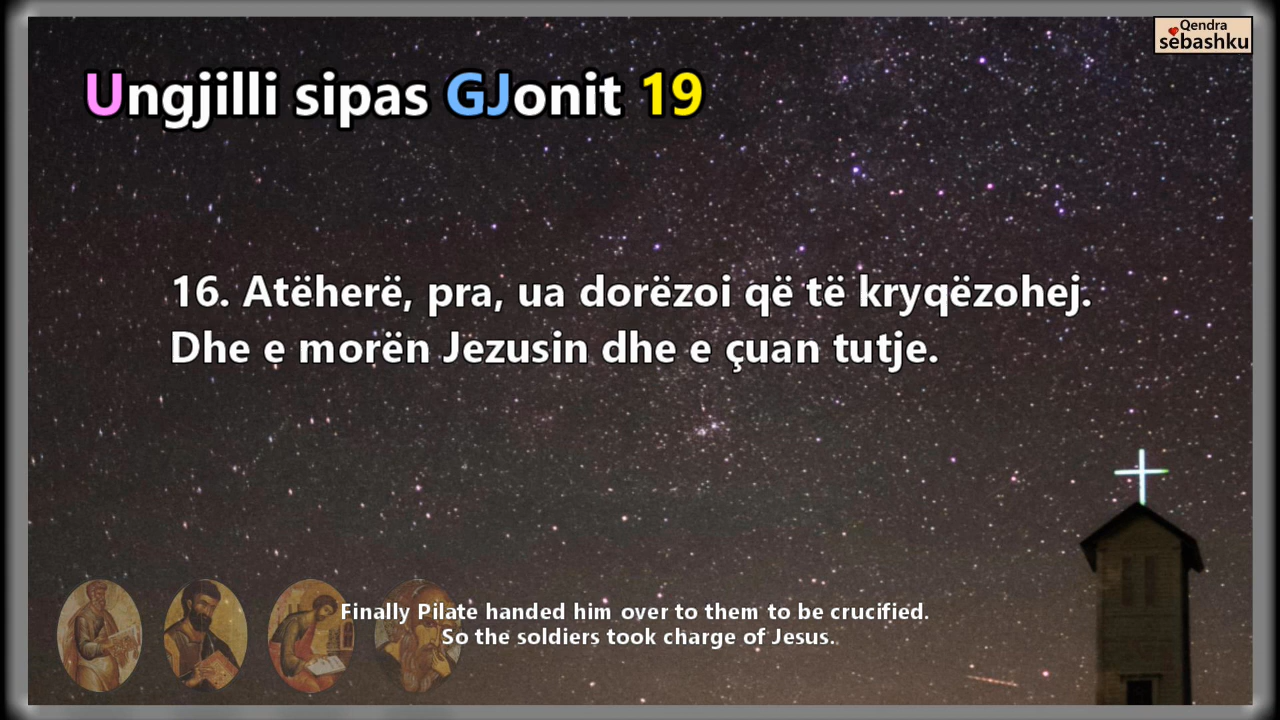 Qendra
sebashku
Ungjilli sipas GJonit 19
16. Atëherë, pra, ua dorëzoi që të kryqëzohej.
Dhe e morën Jezusin dhe e çuan tutje.
Finally Pilate handed him over to them to be crucified.
So the soldiers took charge of Jesus.